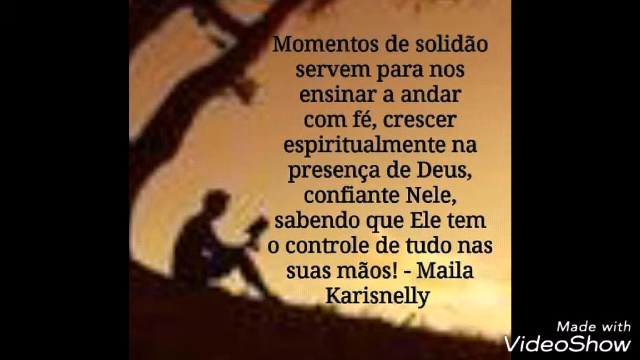 Momentos de solidão
servem para nos
ensinar a andar
com fé, crescer
espiritualmente na
presença de Deus,
confiante Nele,
sabendo que Ele tem
o controle de tudo nas
suas mãos! - Maila
Karisnelly
Made with
VideoShow